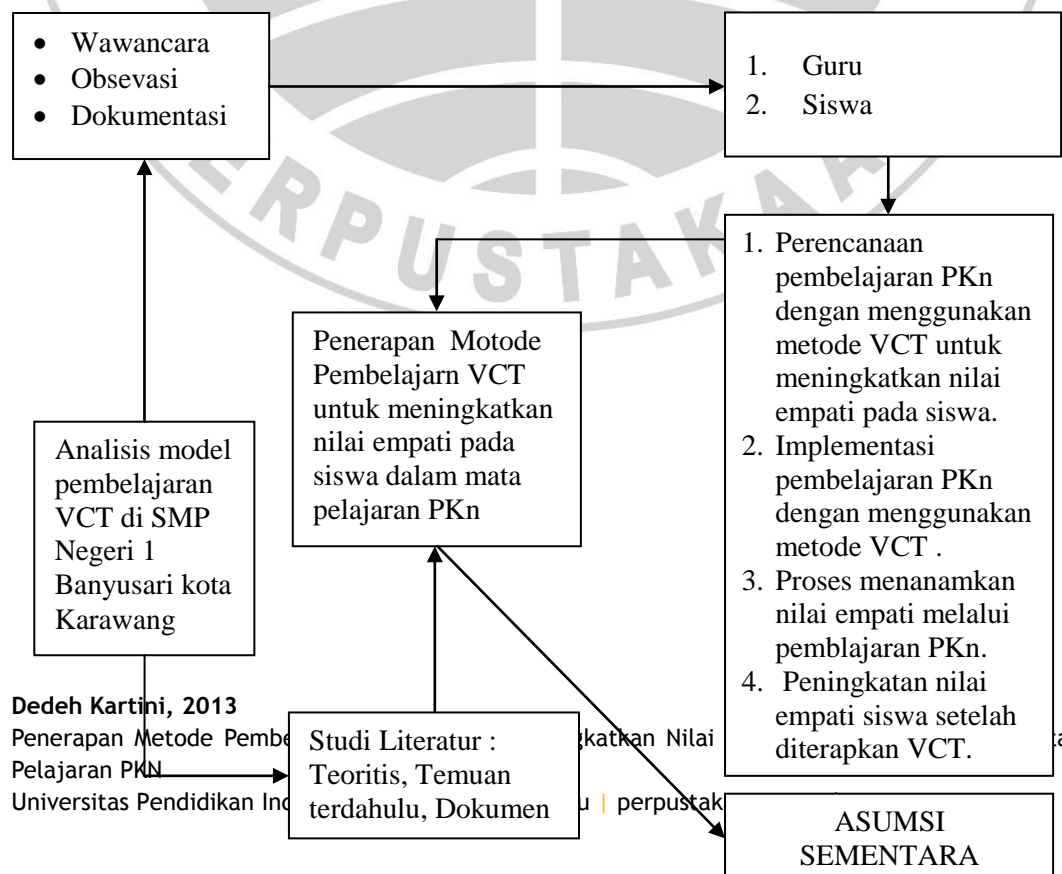 • Wawancara
• Obsevasi
• Dokumentasi
1. Guru
2. Siswa
ERPUSTAKAA
1. Perencanaan
pembelajaran PKn
dengan menggunakan
metode VCT untuk
meningkatkan nilai
empati pada siswa.
2. Implementasi
pembelajaran PKn
dengan menggunakan
metode VCT .
3. Proses menanamkan
nilai empati melalui
pemblajaran PKn.
4. Peningkatan nilai
empati siswa setelah
diterapkan VCT.
Penerapan Motode
Pembelajarn VCT
untuk meningkatkan
nilai empati pada
siswa dalam mata
pelajaran PKn
Analisis model
pembelajaran
VCT di SMP
Negeri 1
Banyusari kota
Karawang
Studi Literatur :
Teoritis, Temuan
terdahulu, Dokumen
ASUMSI
SEMENTARA
Dedeh Kartini, 2013
Penerapan Metode Nilai
Pelajaran PKN
Universitas Pendidikan | perpustak